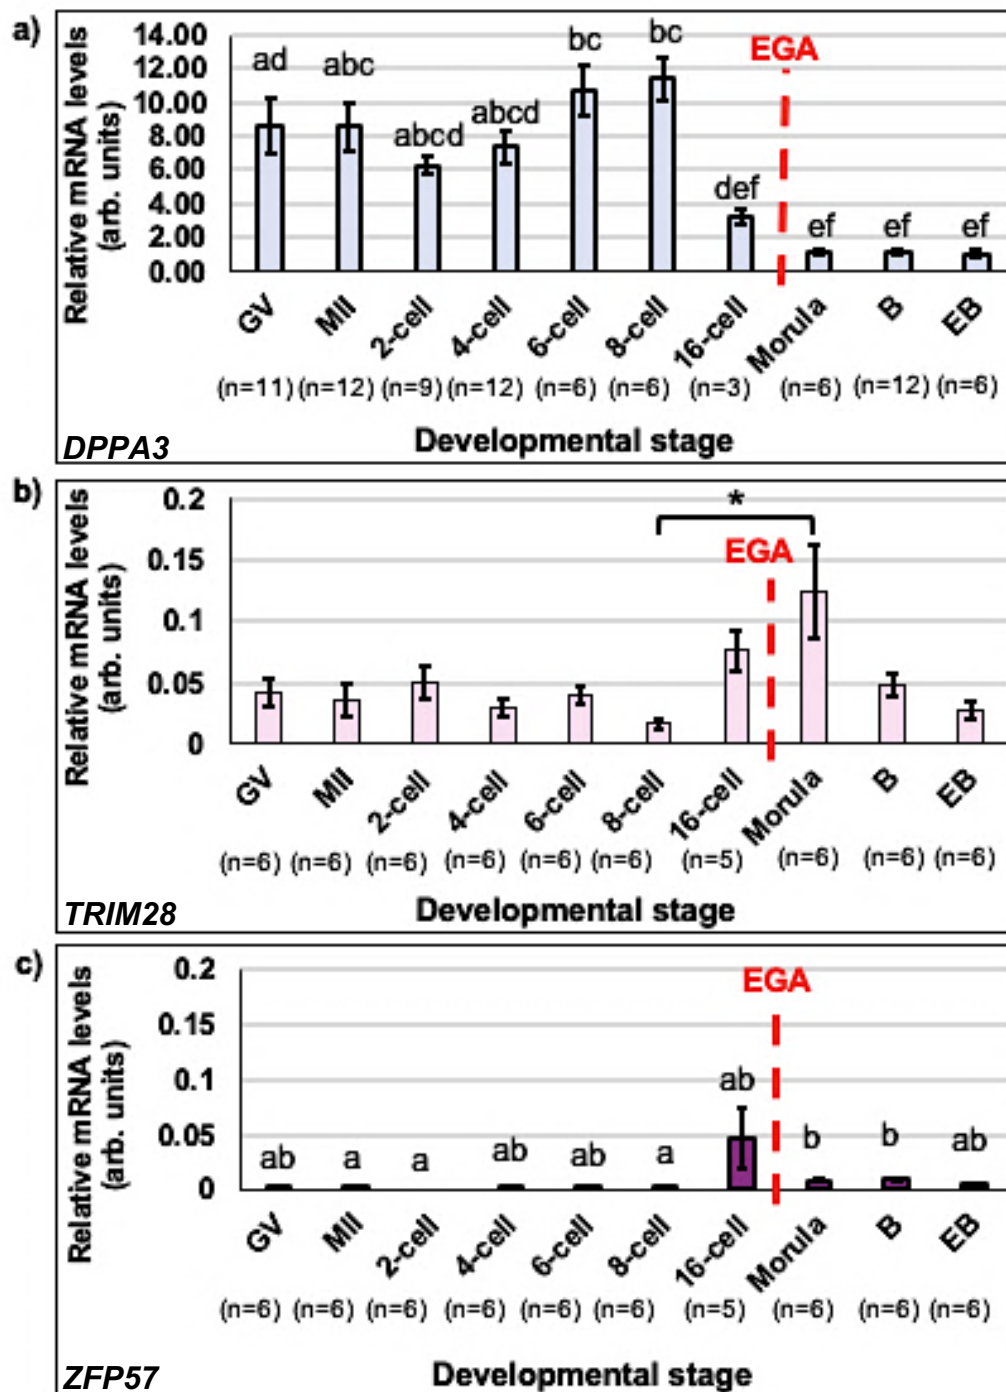 a)
Relative mRNA levels
(arb. units)
14.00
12.00
10.00
8.00
6.00
4.00
2.00
0.00
ad
abc
abcd
abcd
bc
bc
def
EGA
ef
ef
ef
GV
MII
2-cell
4-cell
6-cell
8-cell
16-cell
Morula
B
EB
(n=11) (n=12) (n=9) (n=12) (n=6) (n=6) (n=3) (n=6) (n=12) (n=6)
DPPA3
Developmental stage
b)
Relative mRNA levels
(arb. units)
0.2
0.15
0.1
0.05
0
*
EGA
GV
MII
2-cell
4-cell
6-cell
8-cell
16-cell
Morula
B
EB
(n=6) (n=6) (n=6) (n=6) (n=6) (n=6) (n=5) (n=6) (n=6) (n=6)
TRIM28
Developmental stage
c)
Relative mRNA levels
(arb. units)
0.2
0.15
0.1
0.05
0
ab
a
a
ab
ab
a
ab
EGA
b
b
ab
GV
MII
2-cell
4-cell
6-cell
8-cell
16-cell
Morula
B
EB
(n=6) (n=6) (n=6) (n=6) (n=6) (n=6) (n=5) (n=6) (n=6) (n=6)
ZFP57
Developmental stage